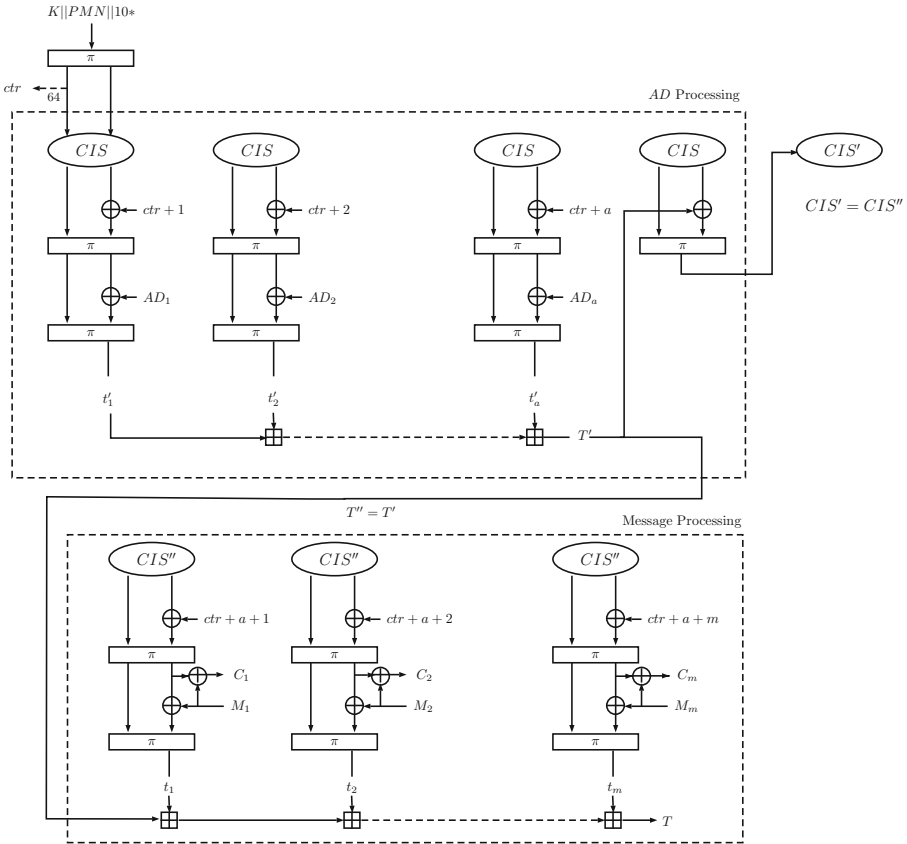 K||PMN||10*
π
ctr
64
AD Processing
CIS CIS CIS CIS CIS′
CIS′ = CIS′′
ctr + 1 ctr + 2 ctr + a
π π π π
AD₁ AD₂ ADₐ
π π π
t′₁ t′₂ t′ₐ
T′
T′′ = T′
Message Processing
CIS′′ CIS′′ CIS′′
ctr + a + 1 ctr + a + 2 ctr + a + m
π π π
C₁ C₂ Cₘ
M₁ M₂ Mₘ
π π π
t₁ t₂ tₘ
T